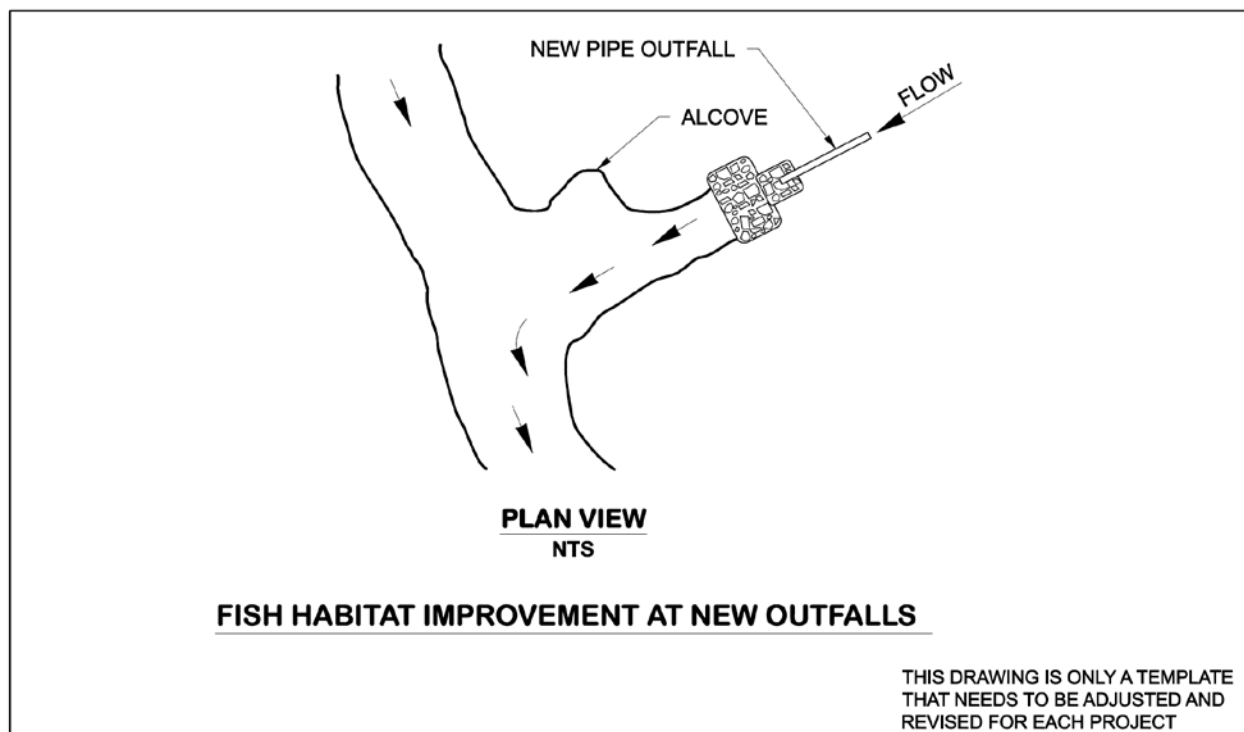 NEW PIPE OUTFALL
FLOW
ALCOVE
PLAN VIEW
NTS
FISH HABITAT IMPROVEMENT AT NEW OUTFALLS
THIS DRAWING IS ONLY A TEMPLATE
THAT NEEDS TO BE ADJUSTED AND
REVISED FOR EACH PROJECT